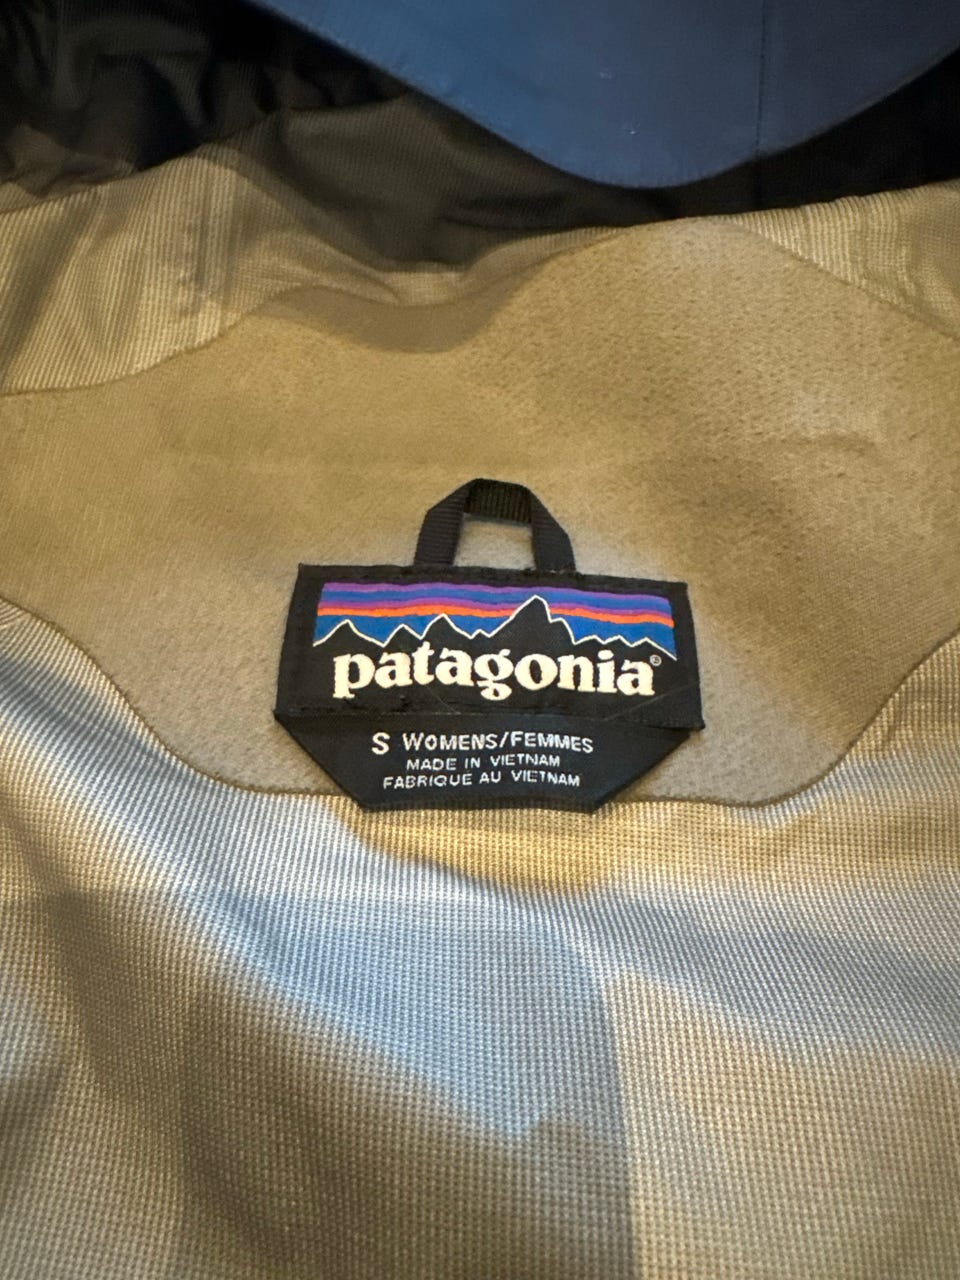 patagonia®
S WOMENS/FEMMES
MADE IN VIETNAM
FABRIQUE AU VIETNAM